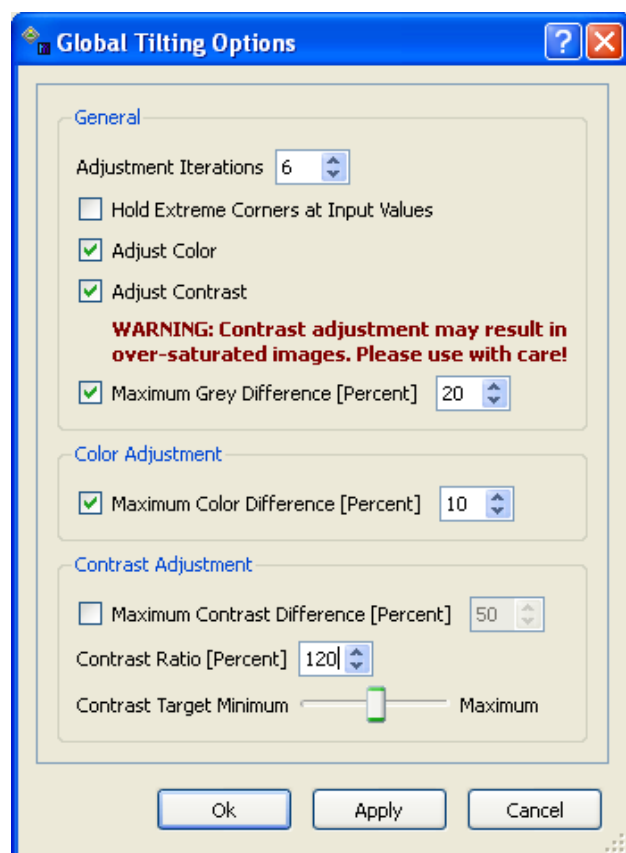 Global Tilting Options
General
Adjustment Iterations 6
Hold Extreme Corners at Input Values
Adjust Color
Adjust Contrast
WARNING: Contrast adjustment may result in
over-saturated images. Please use with care!
Maximum Grey Difference [Percent] 20
Color Adjustment
Maximum Color Difference [Percent] 10
Contrast Adjustment
Maximum Contrast Difference [Percent] 50
Contrast Ratio [Percent] 120
Contrast Target Minimum Maximum
Ok Apply Cancel